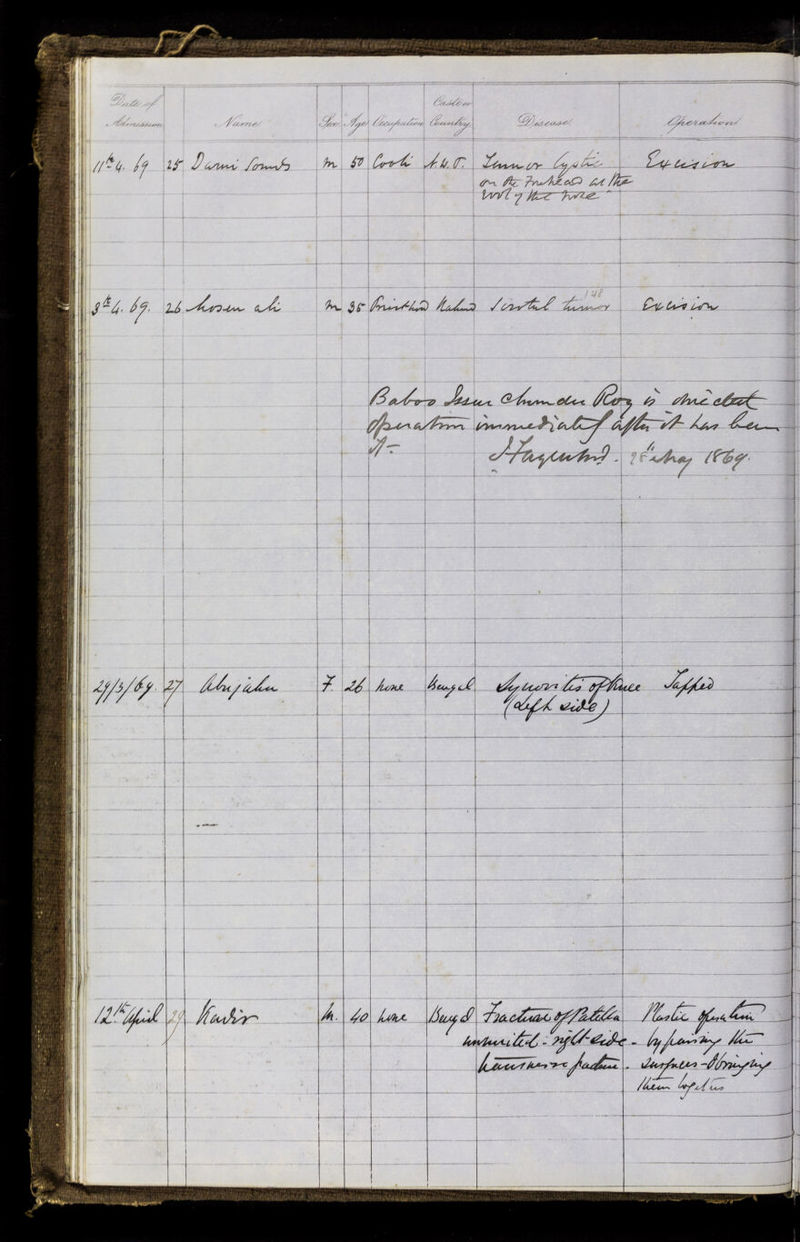 Date of Admission Name Sex Age Occupation Caste or Country Disease Operation
11th 4. 69 25 M 50 Cooli N.W.P. Tumor Cystic Excision
on the Forehead at the
root of the nose
3rd 4. 69. 26 hosen ali M 35 Scrotal tumor Excision
148
Baboo Issur Chunder Roy is directed
operation immediately after it has been
28th May 1869.
29/3/69. 27 Abujahn F. 26 none Bengal Synovitis of Knee Tapped
(Left side)
12th April 29 Kadir M. 40 none Bengal Fracture of Patella Plastic operation
ununited - right side - by pairing the
transverse fracture. surfaces - & bringing
them together